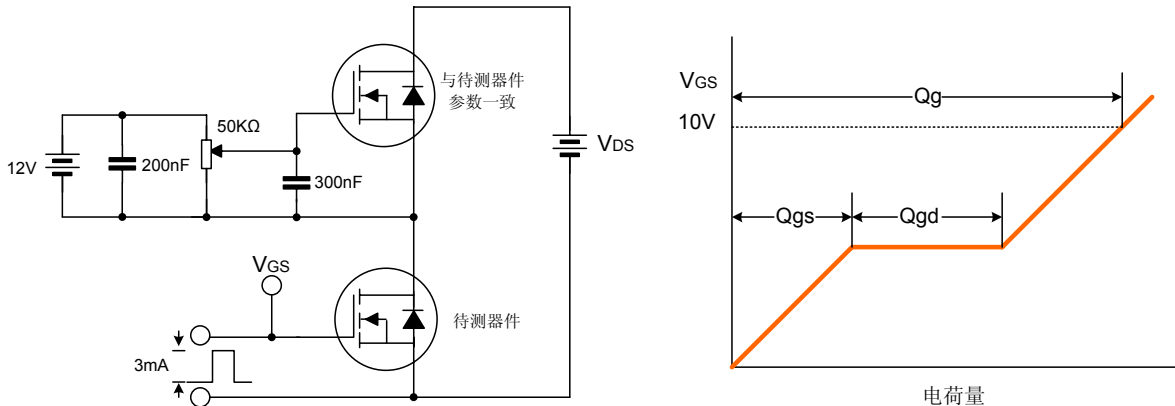 与待测器件
参数一致
50KΩ
12V
200nF
300nF
VDS
VGS
待测器件
3mA
VGS
10V
Qg
Qgs
Qgd
电荷量